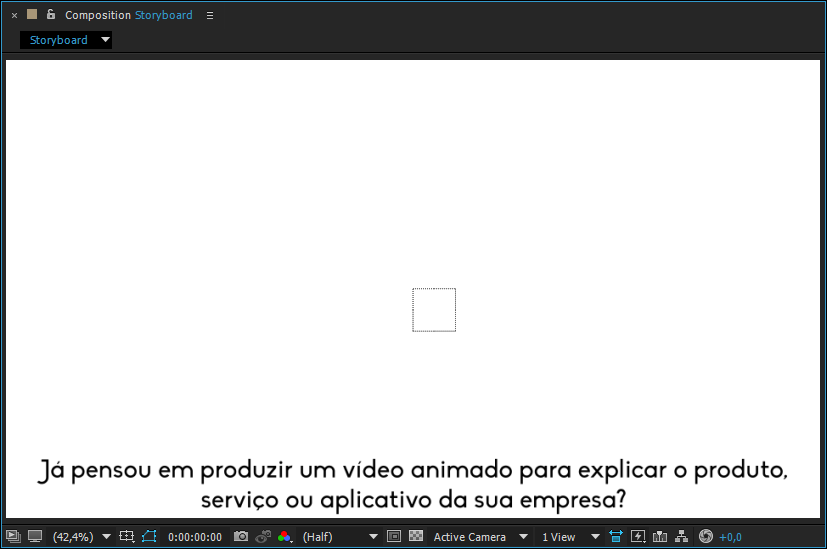 Composition Storyboard
Storyboard
Já pensou em produzir um vídeo animado para explicar o produto,
serviço ou aplicativo da sua empresa?
(42,4%) 0:00:00:00 (Half) Active Camera 1 View +0,0